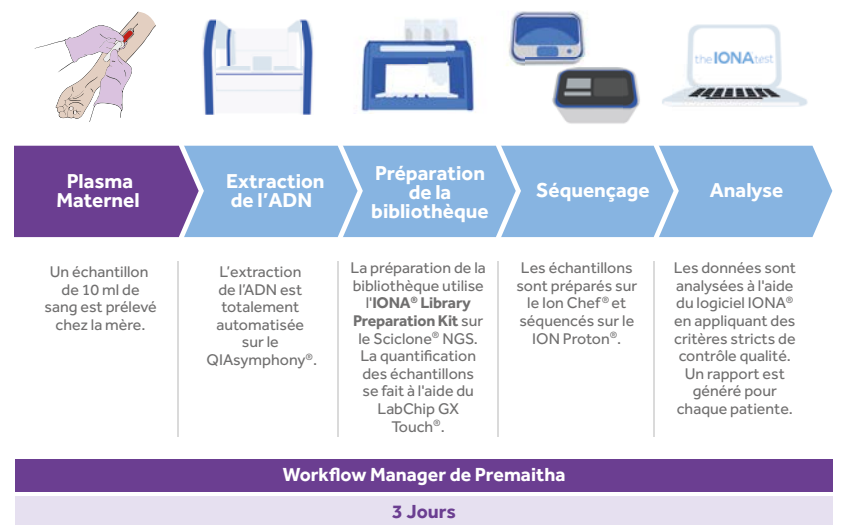 theIONAtest
Plasma
Maternel
Extraction
de l’ADN
Préparation
de la
bibliothèque
Séquençage
Analyse
Un échantillon
de 10 ml de
sang est prélevé
chez la mère.
L’extraction
de l’ADN est
totalement
automatisée
sur le
QIAsymphony®.
La préparation de la
bibliothèque utilise
l'IONA® Library
Preparation Kit sur
le Sciclone® NGS.
La quantification
des échantillons
se fait à l'aide du
LabChip GX
Touch®.
Les échantillons
sont préparés sur
le Ion Chef® et
séquencés sur le
ION Proton®.
Les données sont
analysées à l'aide
du logiciel IONA®
en appliquant des
critères stricts de
contrôle qualité.
Un rapport est
généré pour
chaque patiente.
Workflow Manager de Premaitha
3 Jours